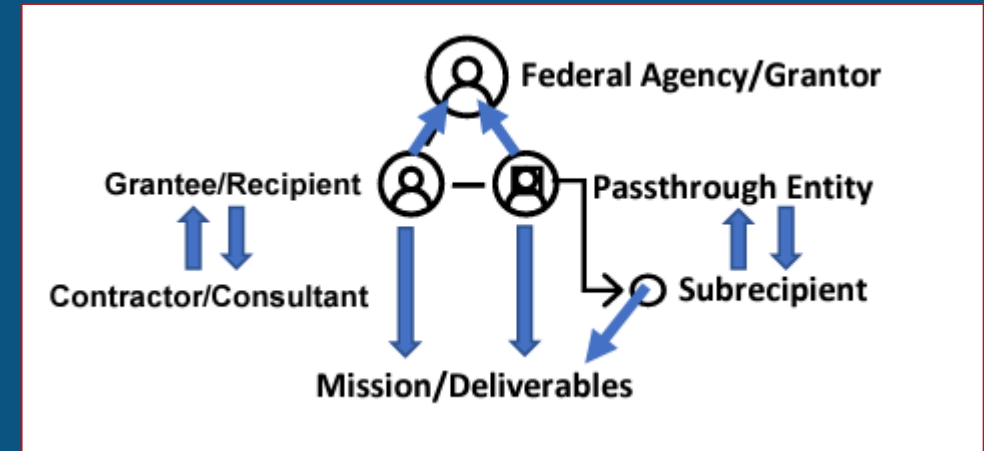 Federal Agency/Grantor
Grantee/Recipient
Passthrough Entity
Contractor/Consultant
Subrecipient
Mission/Deliverables